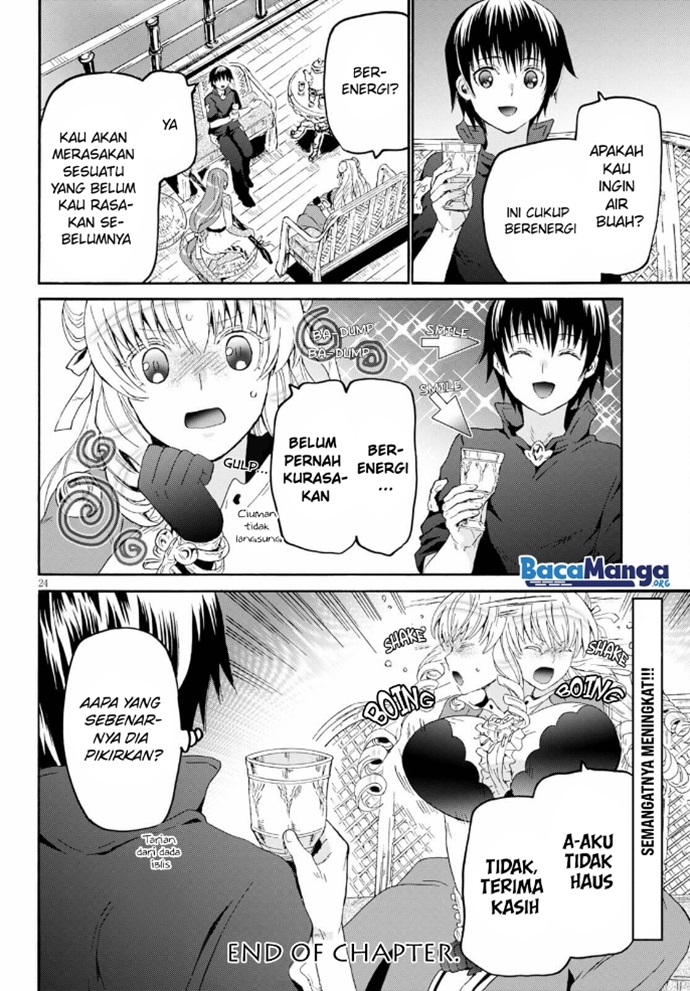 APAKAH
KAU
INGIN
AIR
BUAH?
INI CUKUP
BERENERGI
BER-
ENERGI?
YA
KAU AKAN
MERASAKAN
SESUATU
YANG BELUM
KAU RASA-
KAN SE-
BELUMNYA
SMILE
SMILE
BA-DUMP
BA-DUMP
BER-
ENERGI
...
BELUM
PERNAH
KURASA-
KAN
GULP...
Ciuman
tidak
langsung
BacaManga
.ORG
24
SHAKE
SHAKE
BOING
BOING
SEMANGATNYA MENINGKAT!!!
A-AKU
TIDAK
HAUS
TIDAK,
TERIMA
KASIH
AAPA YANG
SEBENAR-
NYA DIA
PIKIRKAN?
Tarian
dari dada
iblis
END OF CHAPTER.